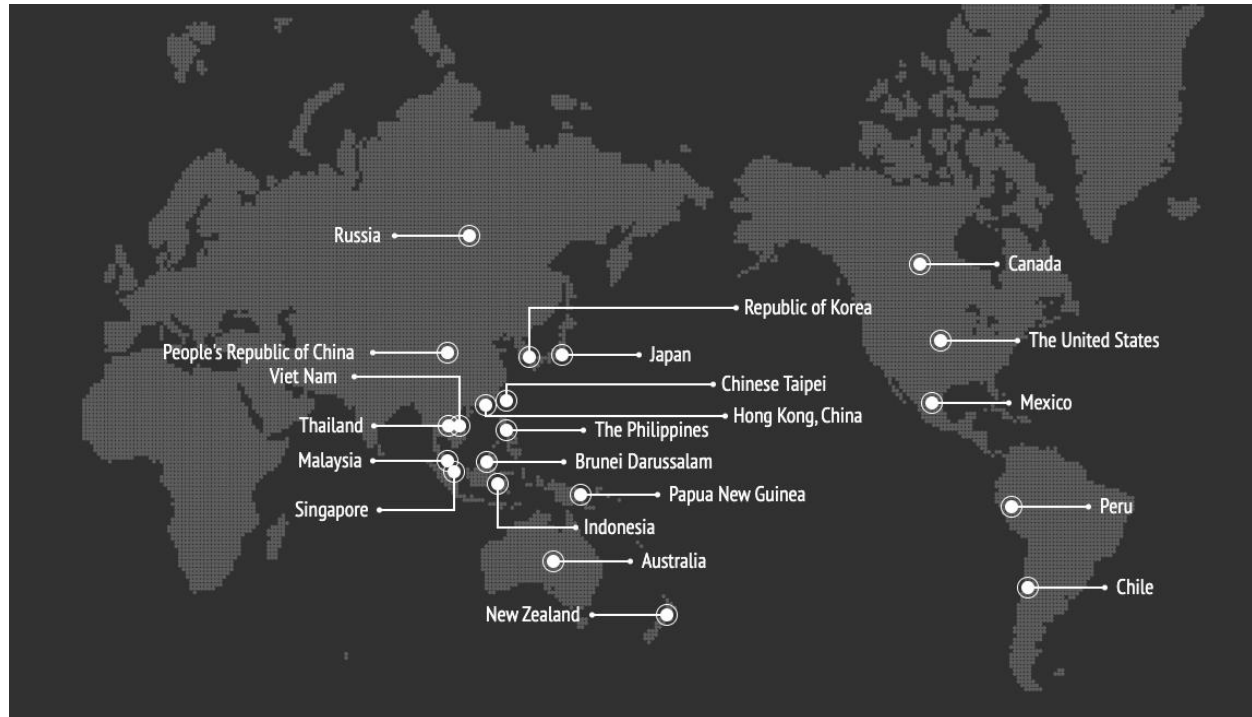 Russia
Canada
Republic of Korea
The United States
People's Republic of China
Japan
Viet Nam
Chinese Taipei
Mexico
Hong Kong, China
Thailand
The Philippines
Malaysia
Brunei Darussalam
Papua New Guinea
Peru
Singapore
Indonesia
Australia
Chile
New Zealand